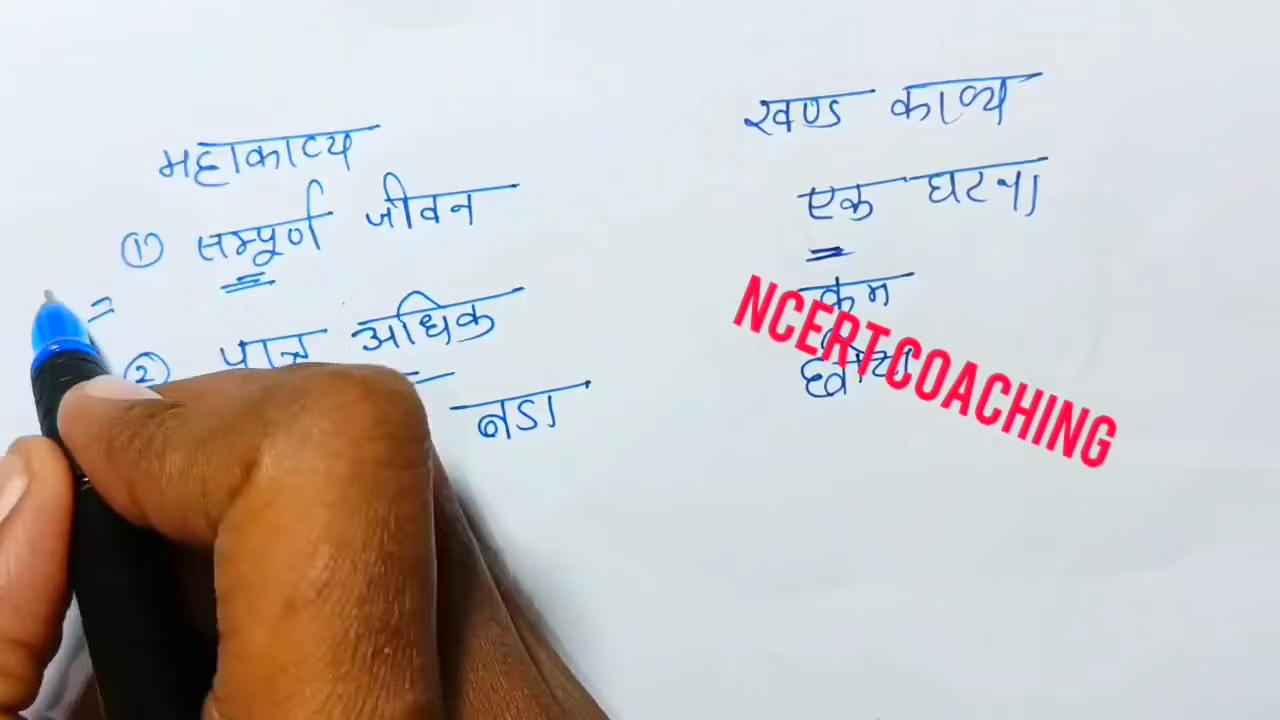 महाकाव्य
① सम्पूर्ण जीवन
② पात्र अधिक
बडा
खण्ड काव्य
एक घटना
कम
छोटा
NCERT COACHING